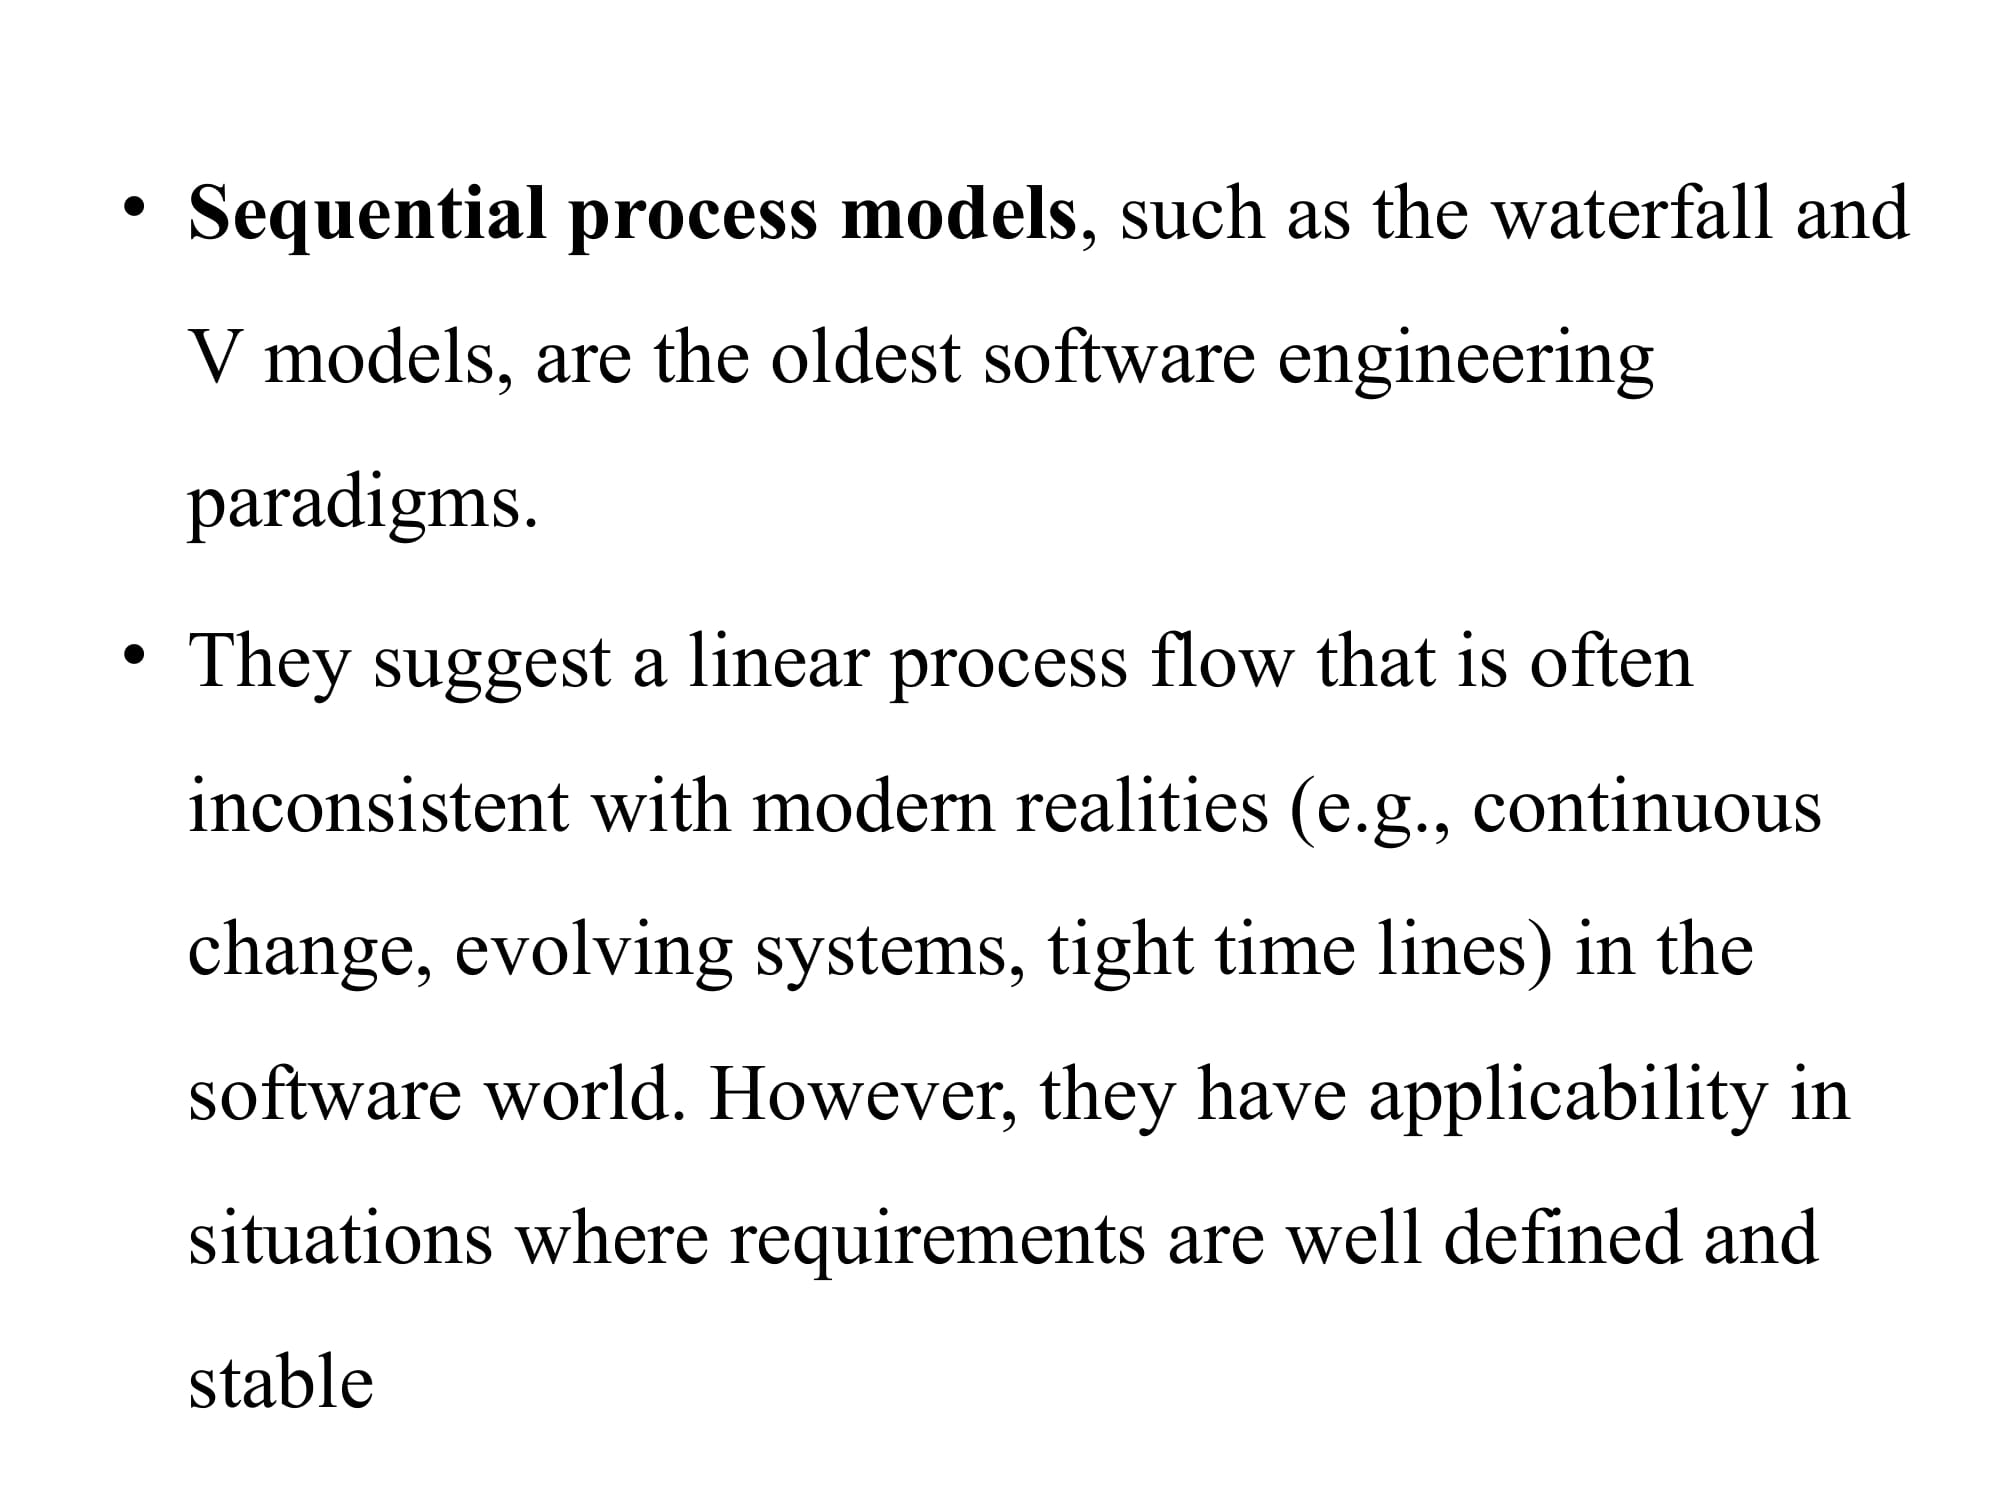 • Sequential process models, such as the waterfall and
V models, are the oldest software engineering
paradigms.
• They suggest a linear process flow that is often
inconsistent with modern realities (e.g., continuous
change, evolving systems, tight time lines) in the
software world. However, they have applicability in
situations where requirements are well defined and
stable